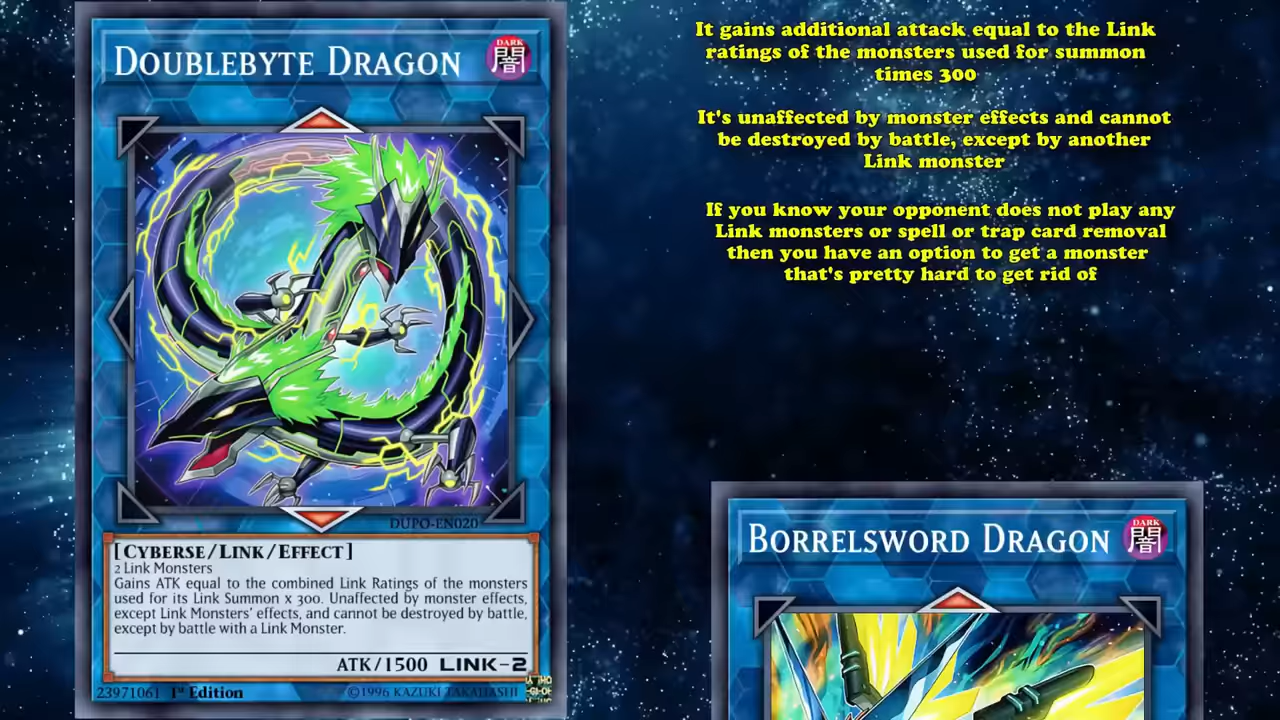 DOUBLEBYTE DRAGON
DARK
闇
DUPO-EN020
[CYBERSE/LINK/EFFECT]
2 Link Monsters
Gains ATK equal to the combined Link Ratings of the monsters
used for its Link Summon x 300. Unaffected by monster effects,
except Link Monsters' effects, and cannot be destroyed by battle,
except by battle with a Link Monster.
ATK/1500 LINK-2
23971061 1st Edition
©1996 KAZUKI TAKAHASHI
It gains additional attack equal to the Link
ratings of the monsters used for summon
times 300
It's unaffected by monster effects and cannot
be destroyed by battle, except by another
Link monster
If you know your opponent does not play any
Link monsters or spell or trap card removal
then you have an option to get a monster
that's pretty hard to get rid of
BORRELSWORD DRAGON
DARK
闇